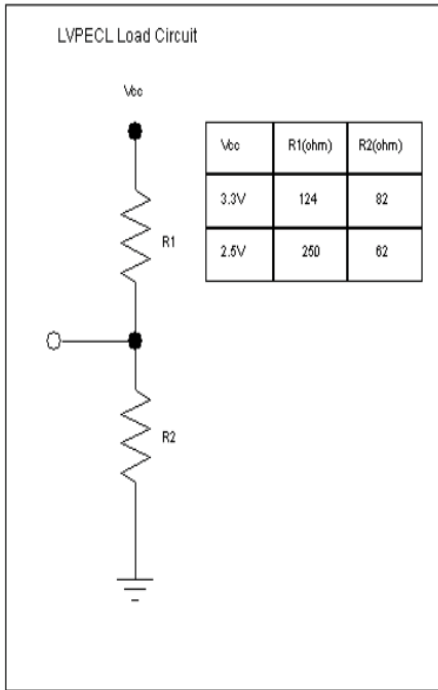 LVPECL Load Circuit
Vcc
Vcc R1(ohm) R2(ohm)
3.3V 124 82
2.5V 250 62
R1
R2